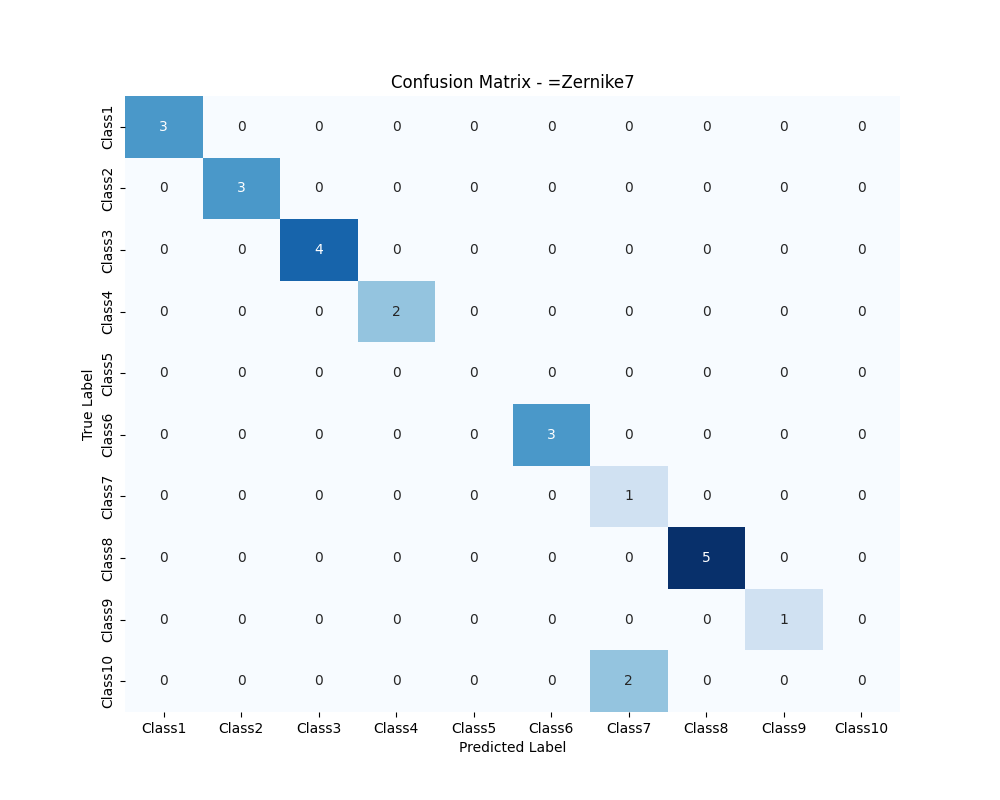 Confusion Matrix - =Zernike7
Class1 3 0 0 0 0 0 0 0 0 0
Class2 0 3 0 0 0 0 0 0 0 0
Class3 0 0 4 0 0 0 0 0 0 0
Class4 0 0 0 2 0 0 0 0 0 0
Class5 0 0 0 0 0 0 0 0 0 0
Class6 0 0 0 0 0 3 0 0 0 0
Class7 0 0 0 0 0 0 1 0 0 0
Class8 0 0 0 0 0 0 0 5 0 0
Class9 0 0 0 0 0 0 0 0 1 0
Class10 0 0 0 0 0 0 2 0 0 0
True Label
Class1 Class2 Class3 Class4 Class5 Class6 Class7 Class8 Class9 Class10
Predicted Label